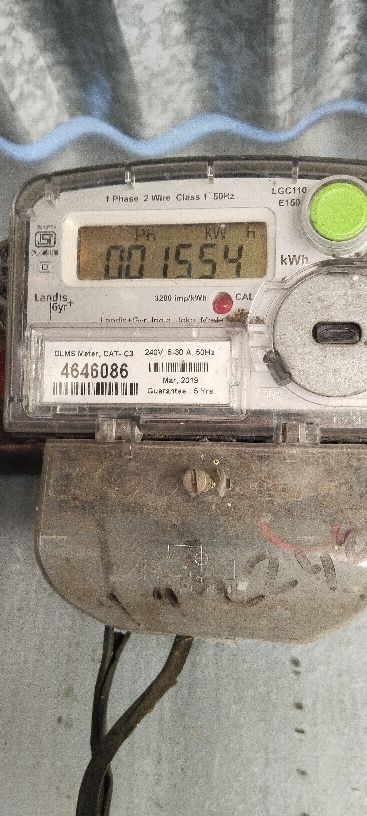 LGC110
E150
1 Phase 2 Wire Class 1 50Hz
Ph KW h
001554
kWh
3200 imp/kWh
CAL
Landis
Gyr+
DLMS Meter, CAT- C3
4646086
240V, 5-30 A, 50Hz
Mar, 2019
Guarantee : 5 Yrs.